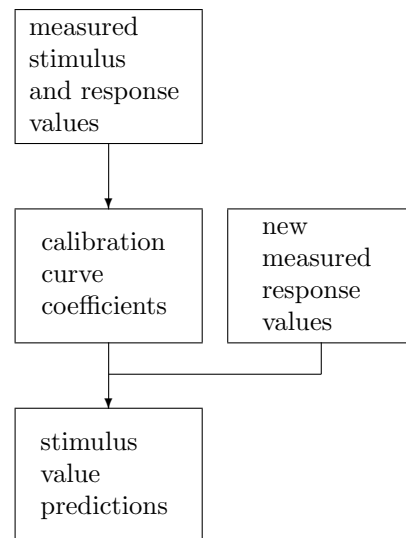 measured
stimulus
and response
values
calibration
curve
coefficients
new
measured
response
values
stimulus
value
predictions